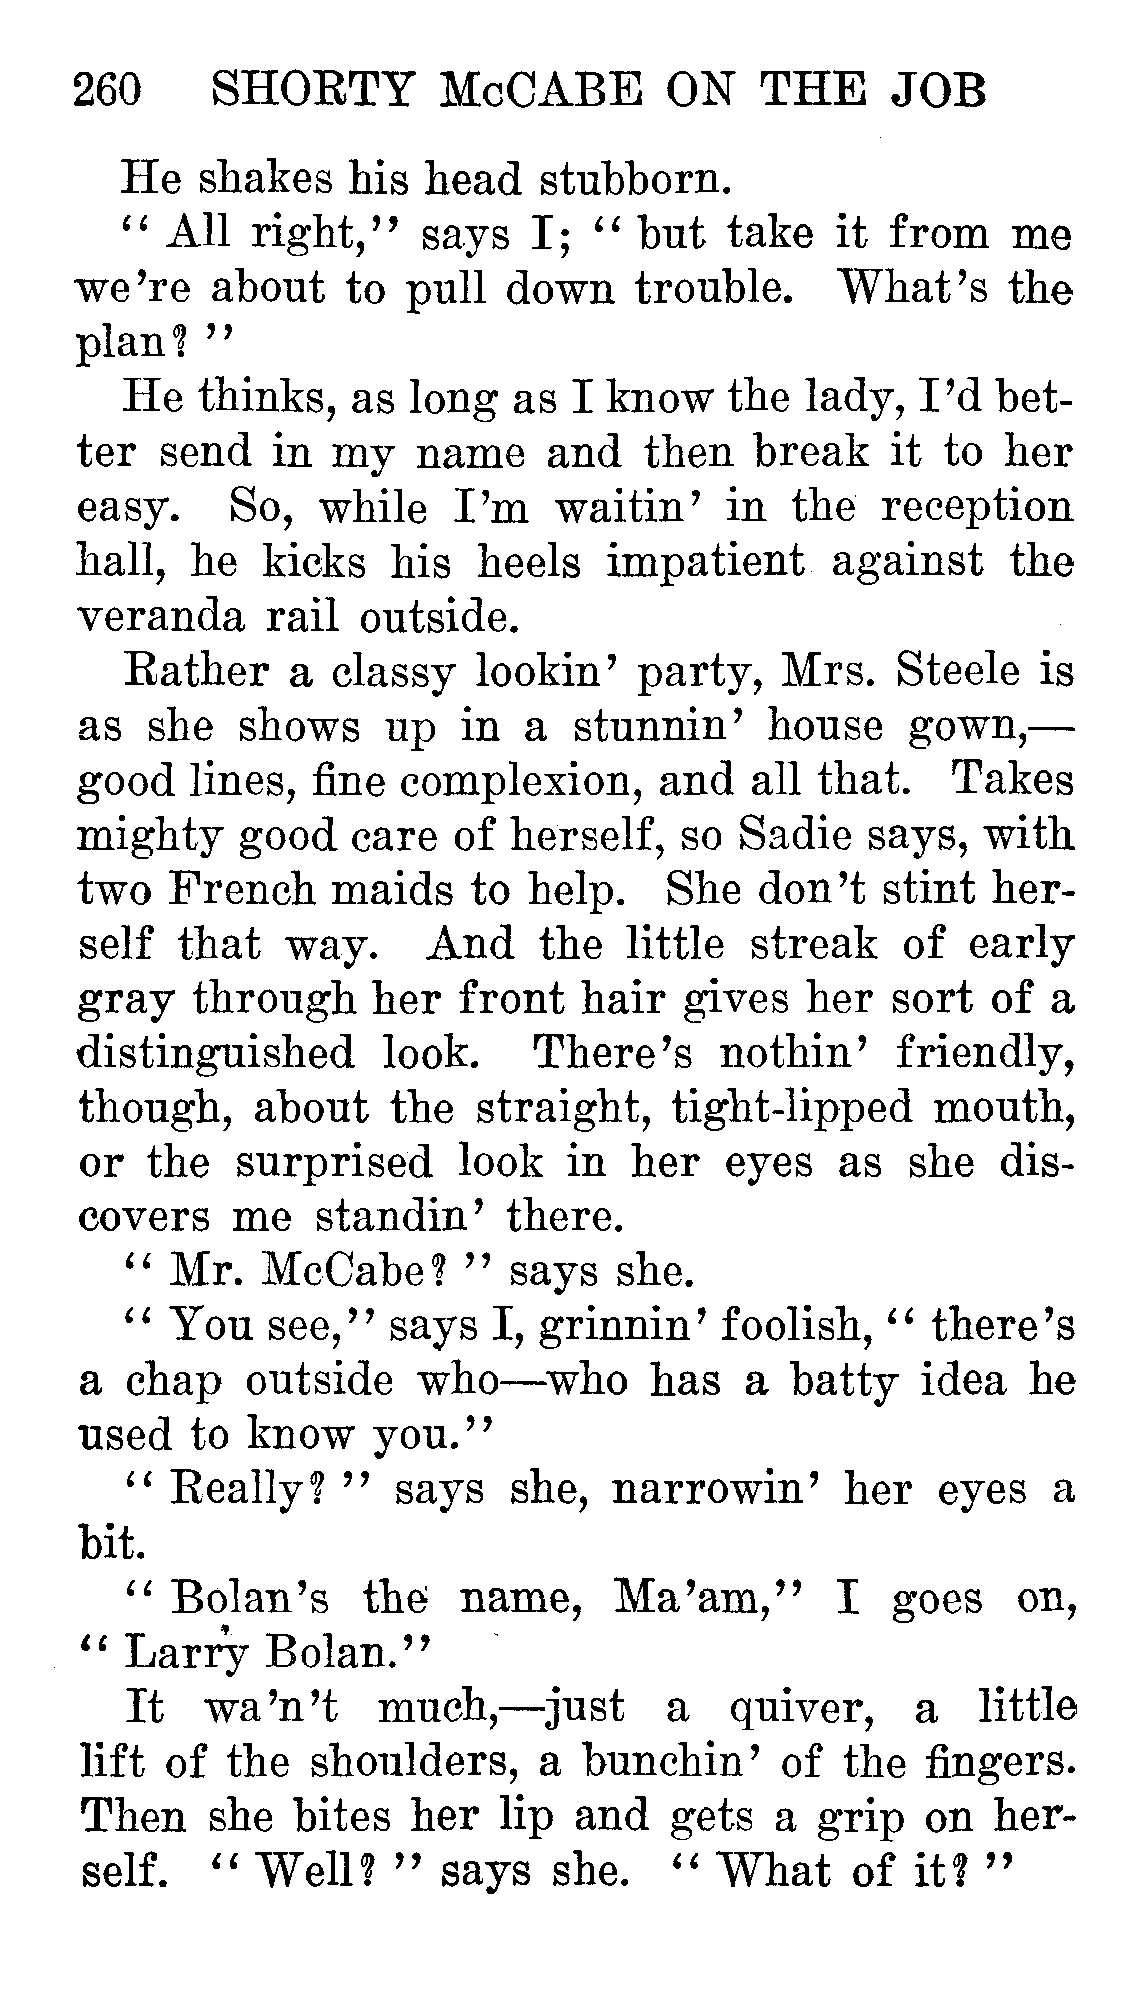 260 SHORTY McCABE ON THE JOB
He shakes his head stubborn.
“ All right,” says I; “ but take it from me
we’re about to pull down trouble. What’s the
plan? ”
He thinks, as long as I know the lady, I’d bet-
ter send in my name and then break it to her
easy. So, while I’m waitin’ in the reception
hall, he kicks his heels impatient against the
veranda rail outside.
Rather a classy lookin’ party, Mrs. Steele is
as she shows up in a stunnin’ house gown,—
good lines, fine complexion, and all that. Takes
mighty good care of herself, so Sadie says, with
two French maids to help. She don’t stint her-
self that way. And the little streak of early
gray through her front hair gives her sort of a
distinguished look. There’s nothin’ friendly,
though, about the straight, tight-lipped mouth,
or the surprised look in her eyes as she dis-
covers me standin’ there.
“ Mr. McCabe? ” says she.
“ You see,” says I, grinnin’ foolish, “ there’s
a chap outside who—who has a batty idea he
used to know you.”
“ Really? ” says she, narrowin’ her eyes a
bit.
“ Bolan’s the name, Ma’am,” I goes on,
“ Larry Bolan.”
It wa’n’t much,—just a quiver, a little
lift of the shoulders, a bunchin’ of the fingers.
Then she bites her lip and gets a grip on her-
self. “ Well? ” says she. “ What of it? ”